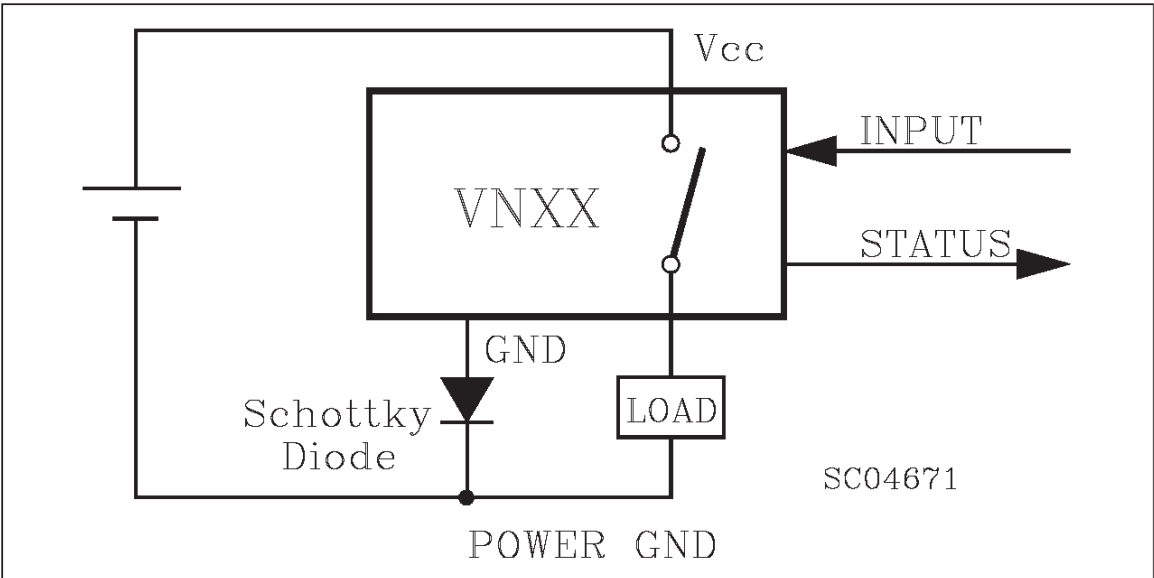 Vcc
INPUT
VNXX
STATUS
GND
Schottky
Diode
LOAD
SC04671
POWER GND